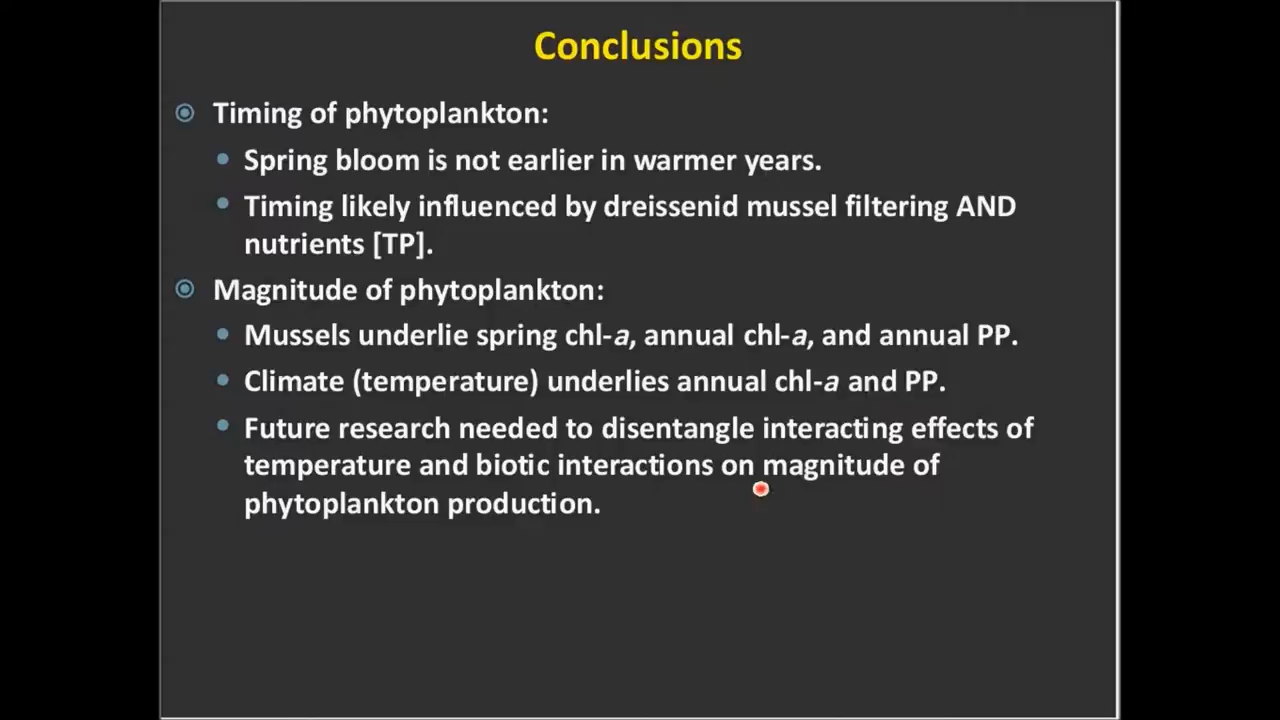 Conclusions
Timing of phytoplankton:
Spring bloom is not earlier in warmer years.
Timing likely influenced by dreissenid mussel filtering AND
nutrients [TP].
Magnitude of phytoplankton:
Mussels underlie spring chl-a, annual chl-a, and annual PP.
Climate (temperature) underlies annual chl-a and PP.
Future research needed to disentangle interacting effects of
temperature and biotic interactions on magnitude of
phytoplankton production.